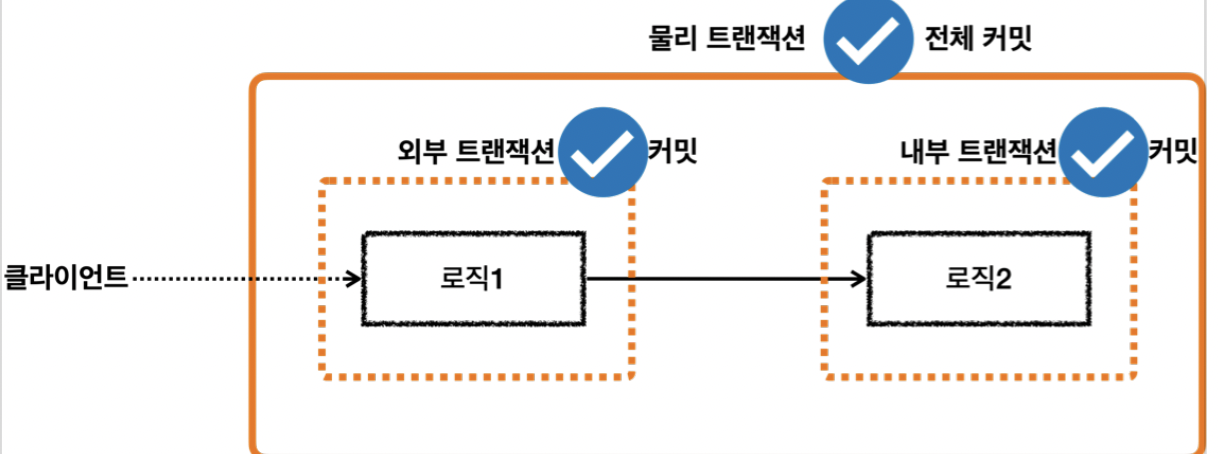 물리 트랜잭션 전체 커밋
외부 트랜잭션 커밋
내부 트랜잭션 커밋
클라이언트
로직1
로직2